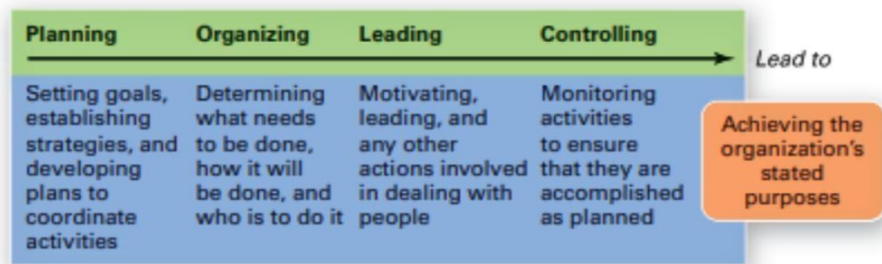 Planning
Organizing
Leading
Controlling
Lead to
Setting goals,
establishing
strategies, and
developing
plans to
coordinate
activities
Determining
what needs
to be done,
how it will
be done, and
who is to do it
Motivating,
leading, and
any other
actions involved
in dealing with
people
Monitoring
activities
to ensure
that they are
accomplished
as planned
Achieving the
organization's
stated
purposes